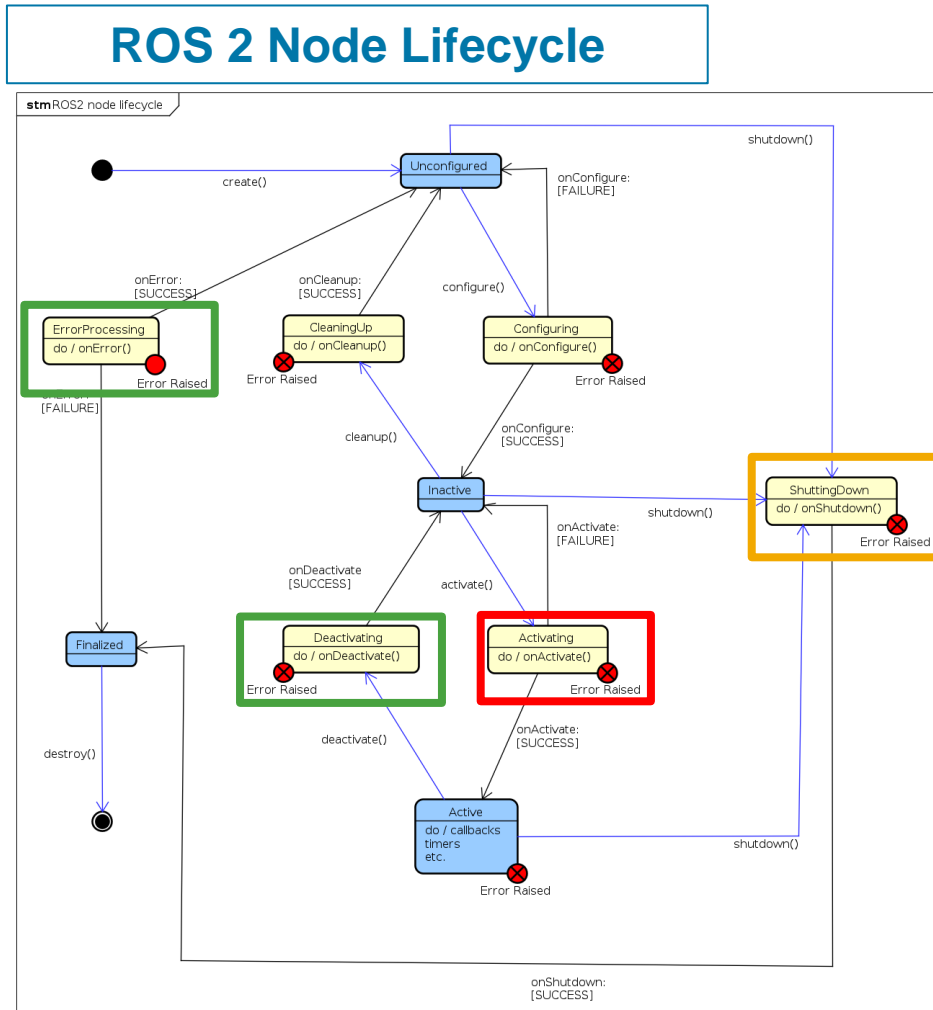 ROS 2 Node Lifecycle
stm ROS2 node lifecycle
shutdown()
Unconfigured
create()
onConfigure:
[FAILURE]
onError:
[SUCCESS]
onCleanup:
[SUCCESS]
configure()
ErrorProcessing
do / onError()
Error Raised
CleaningUp
do / onCleanup()
Error Raised
Configuring
do / onConfigure()
Error Raised
[FAILURE]
onConfigure:
[SUCCESS]
cleanup()
Inactive
shutdown()
ShuttingDown
do / onShutdown()
Error Raised
onActivate:
[FAILURE]
onDeactivate
[SUCCESS]
activate()
Finalized
Deactivating
do / onDeactivate()
Error Raised
Activating
do / onActivate()
Error Raised
destroy()
deactivate()
onActivate:
[SUCCESS]
Active
do / callbacks
timers
etc.
Error Raised
shutdown()
onShutdown:
[SUCCESS]